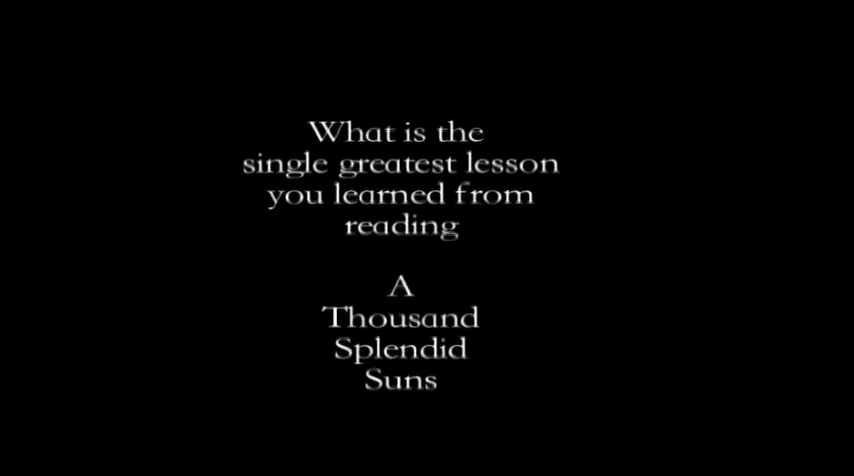 What is the
single greatest lesson
you learned from
reading
A
Thousand
Splendid
Suns